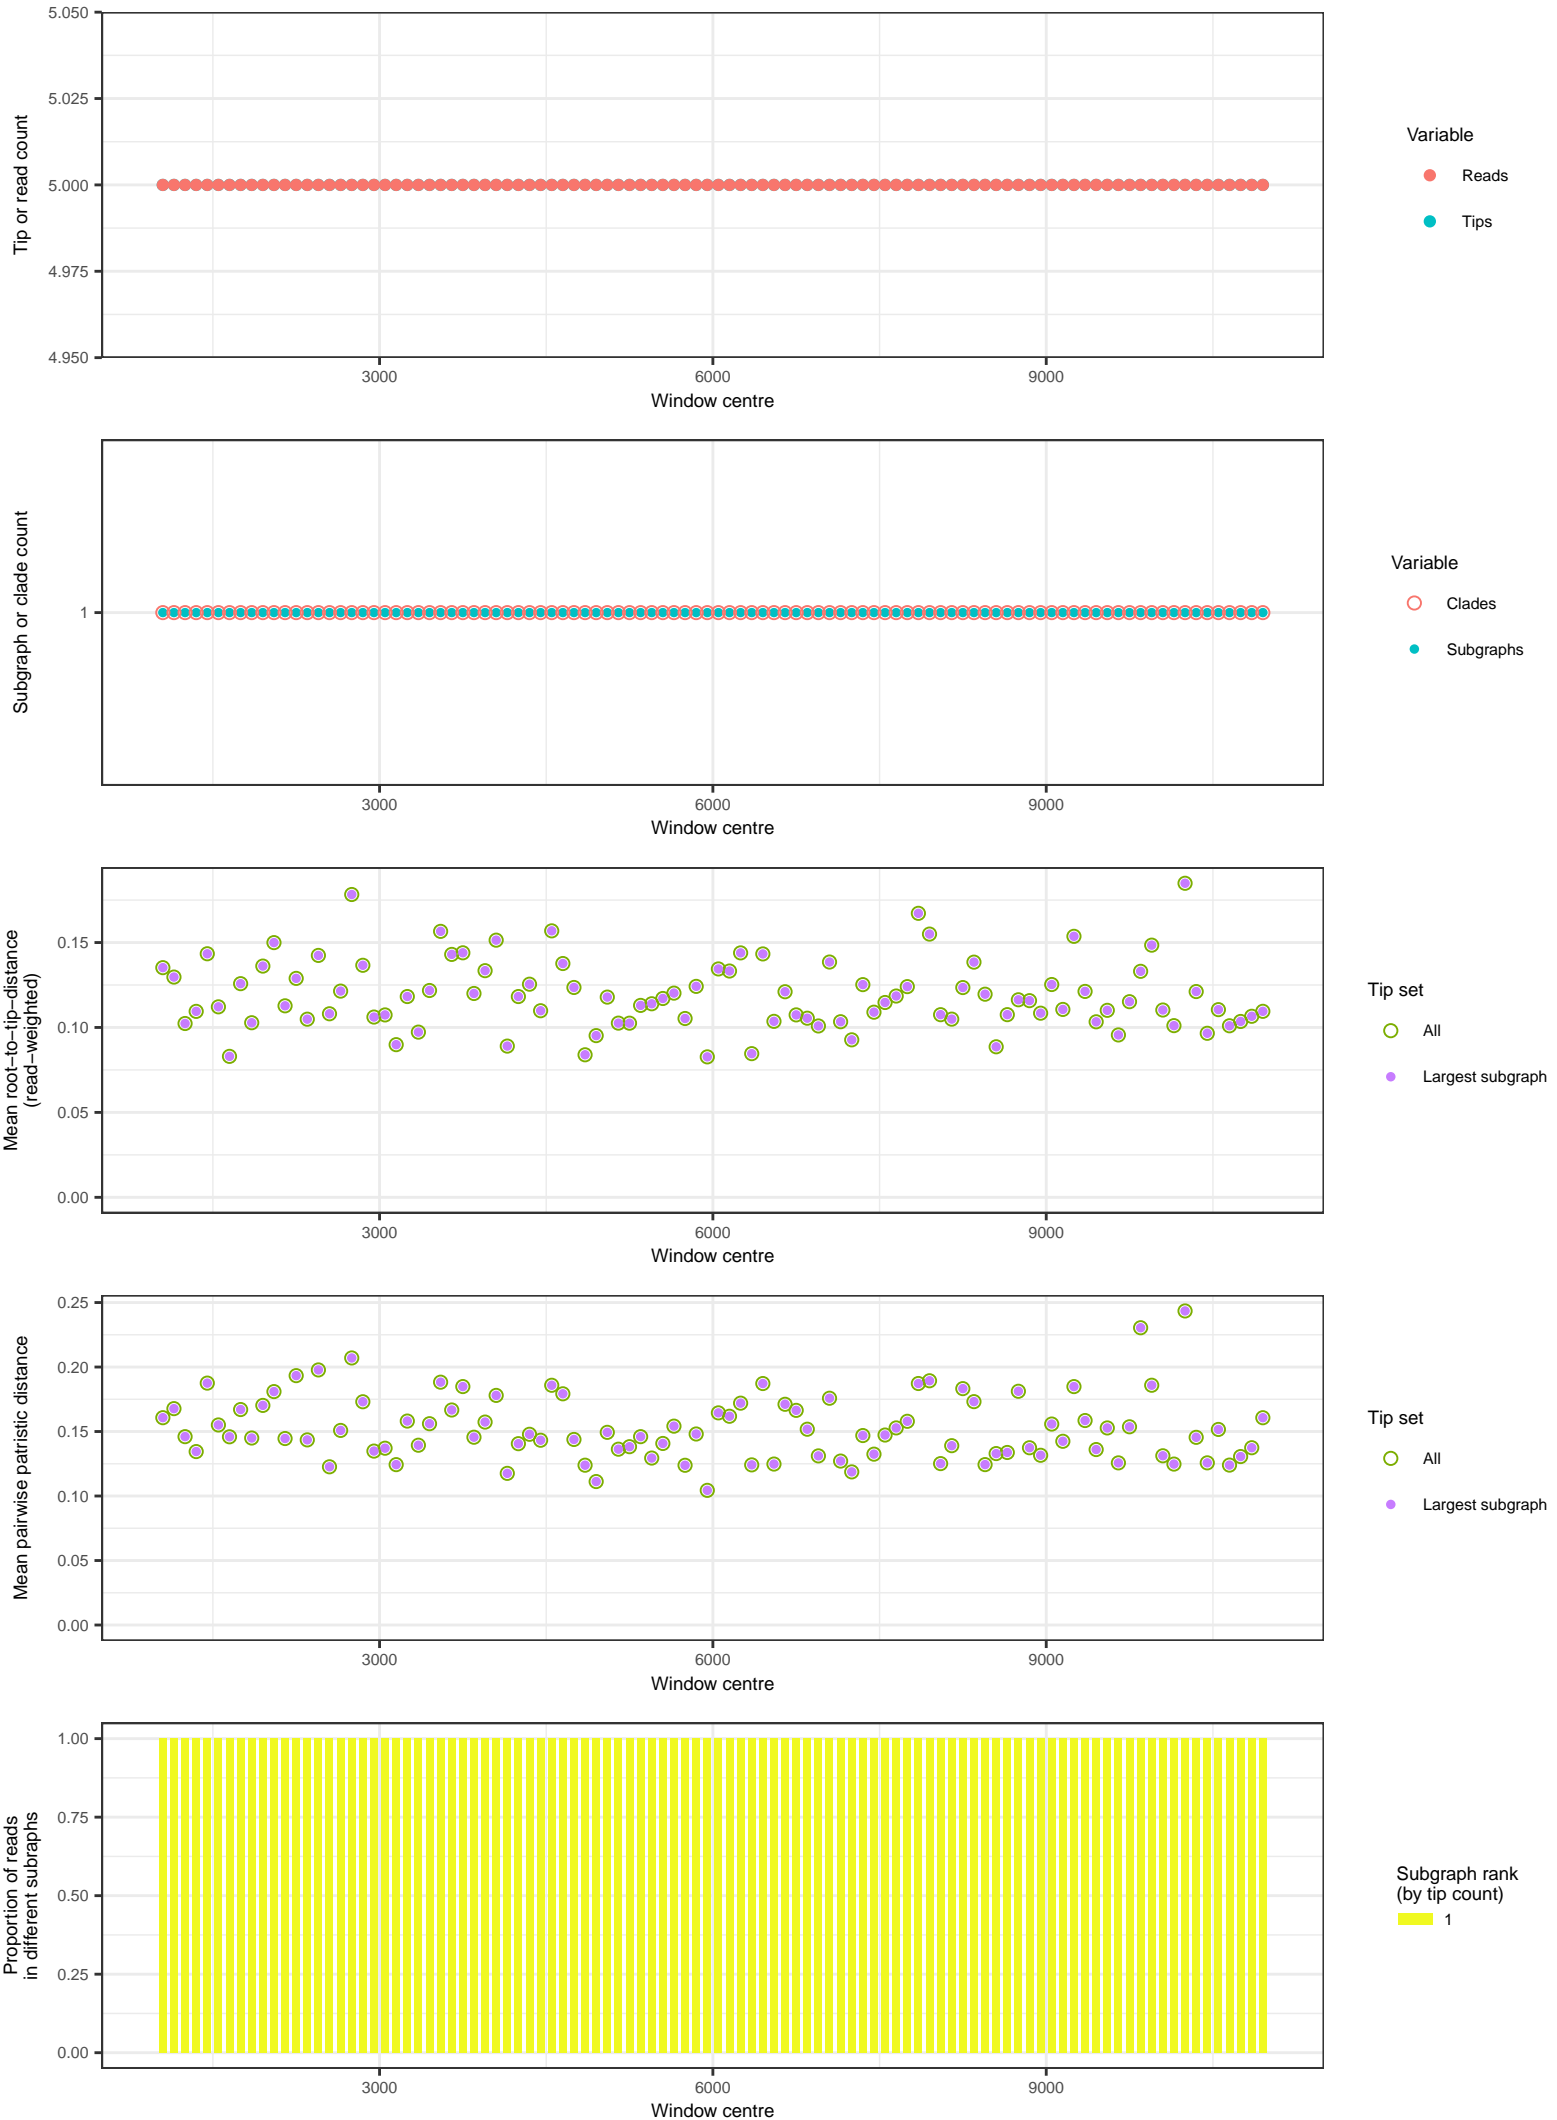 5.050
5.025
5.000
4.975
4.950
Tip or read count
3000
6000
9000
Window centre
Variable
Reads
Tips
1
Subgraph or clade count
3000
6000
9000
Window centre
Variable
Clades
Subgraphs
0.15
0.10
0.05
0.00
Mean root−to−tip−distance
(read−weighted)
3000
6000
9000
Window centre
Tip set
All
Largest subgraph
0.25
0.20
0.15
0.10
0.05
0.00
Mean pairwise patristic distance
3000
6000
9000
Window centre
Tip set
All
Largest subgraph
1.00
0.75
0.50
0.25
0.00
Proportion of reads
in different subraphs
3000
6000
9000
Window centre
Subgraph rank
(by tip count)
1